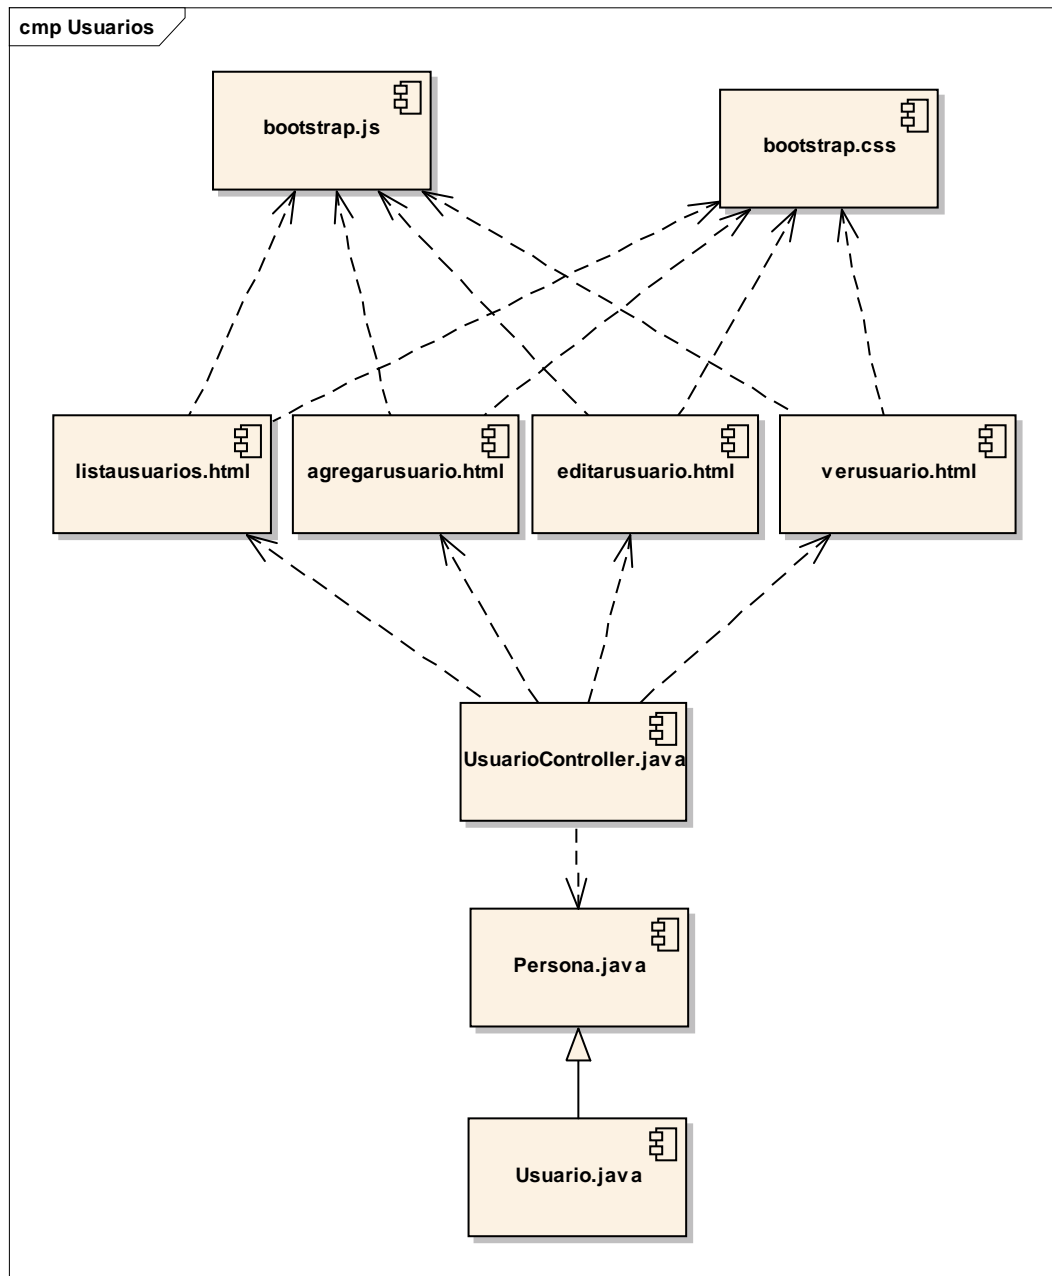 cmp Usuarios
bootstrap.js
bootstrap.css
listausuarios.html
agregarusuario.html
editarusuario.html
verusuario.html
UsuarioController.java
Persona.java
Usuario.java